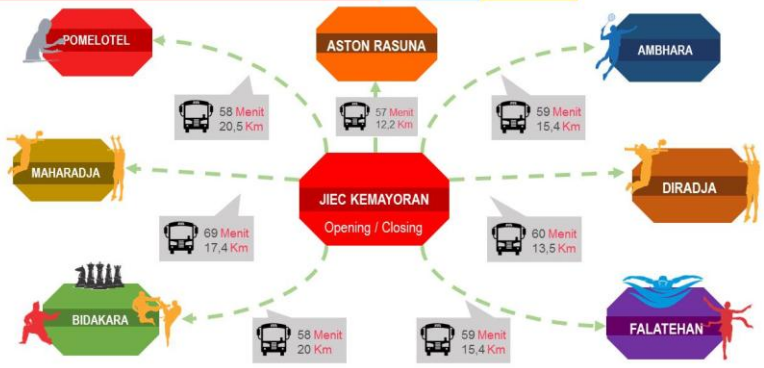 POMELOTEL
ASTON RASUNA
AMBHARA
58 Menit
20,5 Km
57 Menit
12,2 Km
59 Menit
15,4 Km
MAHARADJA
JIEC KEMAYORAN
Opening / Closing
DIRADJA
69 Menit
17,4 Km
60 Menit
13,5 Km
BIDAKARA
FALATEHAN
58 Menit
20 Km
59 Menit
15,4 Km